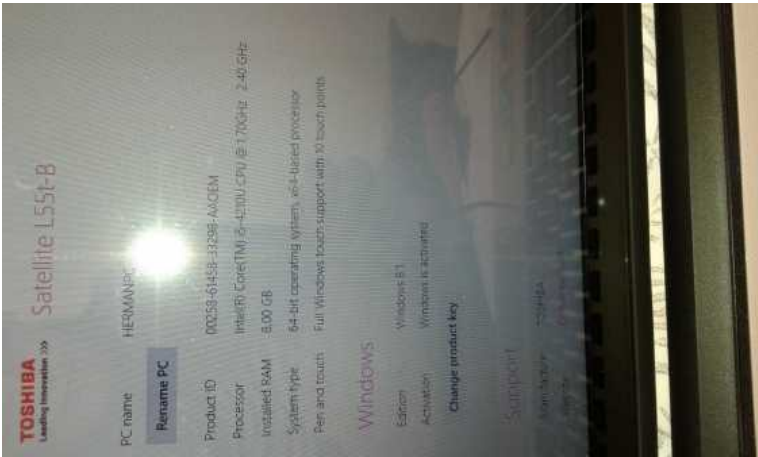 TOSHIBA
Leading Innovation >>>
Satellite L55t-B
PC name HERMANPC
Rename PC
Product ID 00258-61458-33298-AAOEM
Processor Intel(R) Core(TM) i5-4210U CPU @ 1.70GHz 2.40 GHz
Installed RAM 8.00 GB
System type 64-bit operating system, x64-based processor
Pen and touch Full Windows touch support with 10 touch points
Windows
Edition Windows 8.1
Activation Windows is activated
Change product key
Support
Manufacturer TOSHIBA